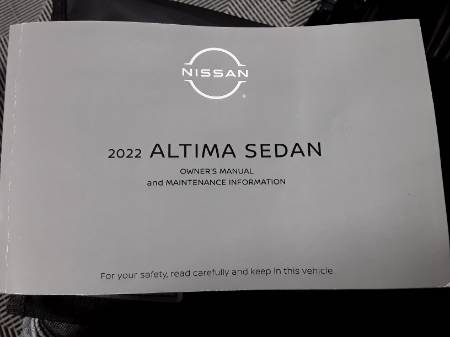 NISSAN
2022 ALTIMA SEDAN
OWNER'S MANUAL
and MAINTENANCE INFORMATION
For your safety, read carefully and keep in this vehicle.